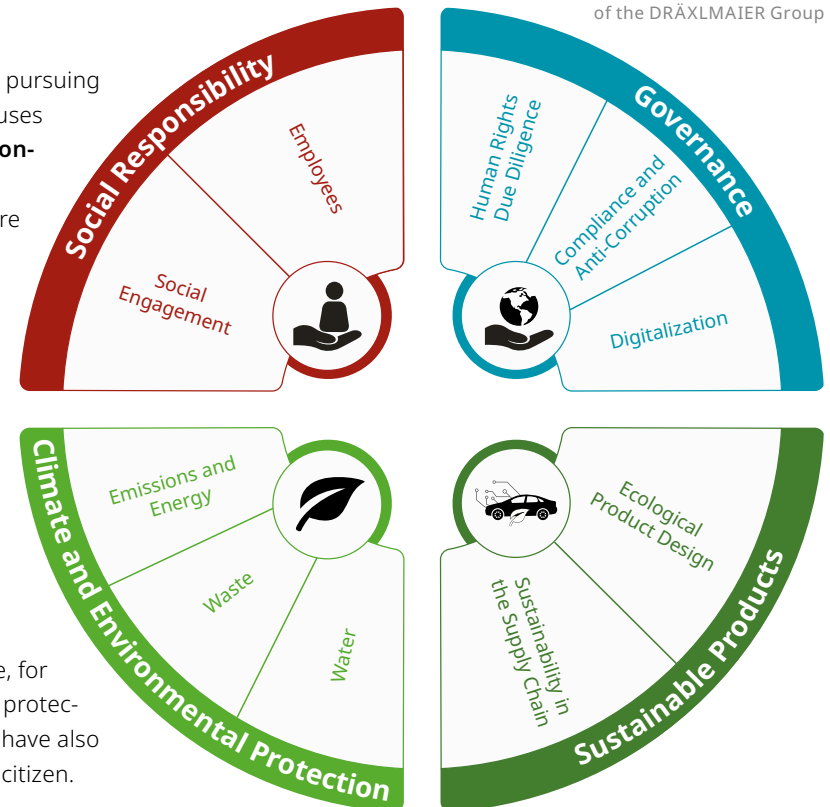 of the DRÄXLMAIER Group
pursuing
uses
on-
re
Social Responsibility
Employees
Social
Engagement
Governance
Human Rights
Due Diligence
Compliance and
Anti-Corruption
Digitalization
Climate and Environmental Protection
Emissions and
Energy
Waste
Water
Sustainable Products
Ecological
Product Design
Sustainability in
the Supply Chain
e, for
protec-
have also
citizen.